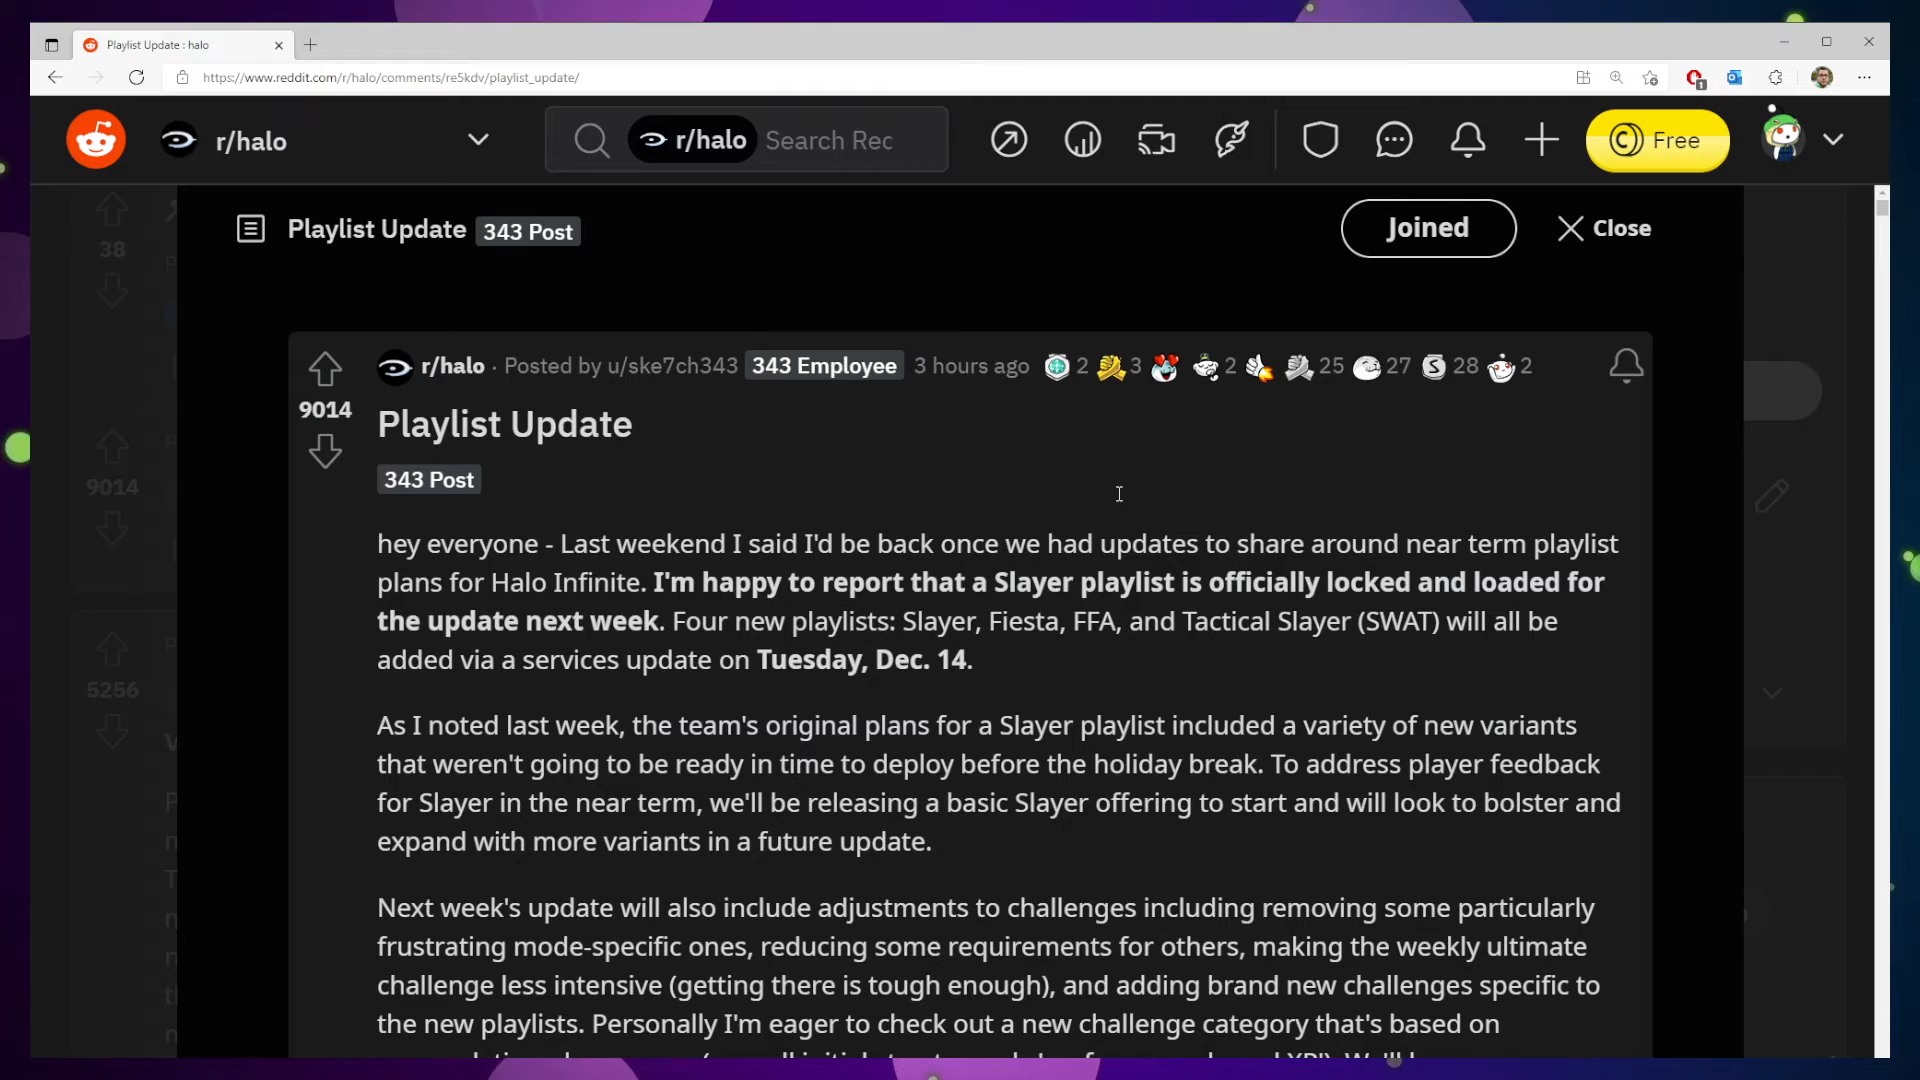 Playlist Update : halo
https://www.reddit.com/r/halo/comments/re5kdv/playlist_update/
1
r/halo
r/halo Search Rec
Free
Playlist Update 343 Post
Joined
Close
38
9014
5256
r/halo · Posted by u/ske7ch343 343 Employee 3 hours ago 2 3 2 25 27 28 2
9014
Playlist Update
343 Post
hey everyone - Last weekend I said I'd be back once we had updates to share around near term playlist
plans for Halo Infinite. I'm happy to report that a Slayer playlist is officially locked and loaded for
the update next week. Four new playlists: Slayer, Fiesta, FFA, and Tactical Slayer (SWAT) will all be
added via a services update on Tuesday, Dec. 14.
As I noted last week, the team's original plans for a Slayer playlist included a variety of new variants
that weren't going to be ready in time to deploy before the holiday break. To address player feedback
for Slayer in the near term, we'll be releasing a basic Slayer offering to start and will look to bolster and
expand with more variants in a future update.
Next week's update will also include adjustments to challenges including removing some particularly
frustrating mode-specific ones, reducing some requirements for others, making the weekly ultimate
challenge less intensive (getting there is tough enough), and adding brand new challenges specific to
the new playlists. Personally I'm eager to check out a new challenge category that's based on